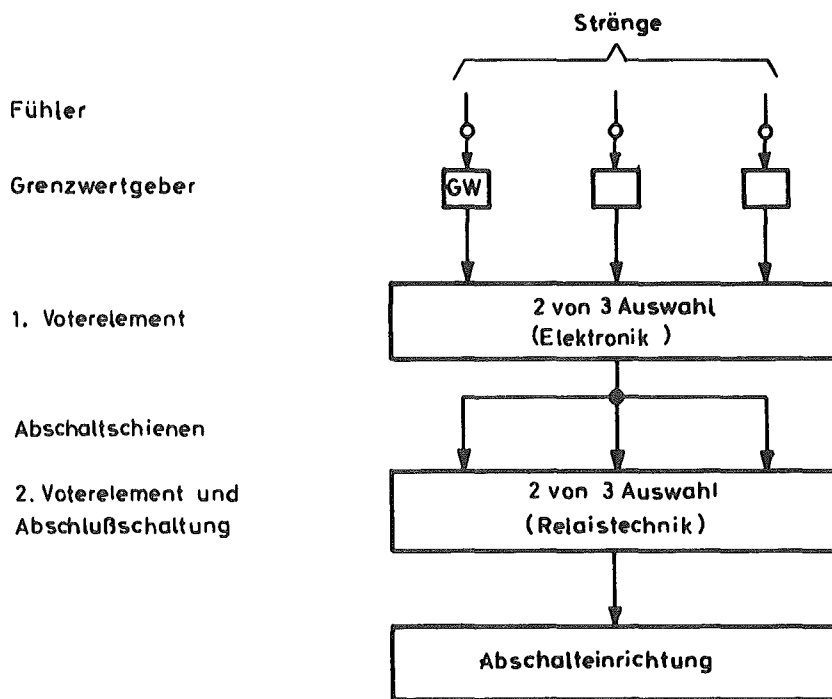 Stränge
Fühler
Grenzwertgeber
GW
1. Voterelement
2 von 3 Auswahl
(Elektronik )
Abschaltschienen
2. Voterelement und
Abschlußschaltung
2 von 3 Auswahl
(Relaistechnik)
Abschalteinrichtung